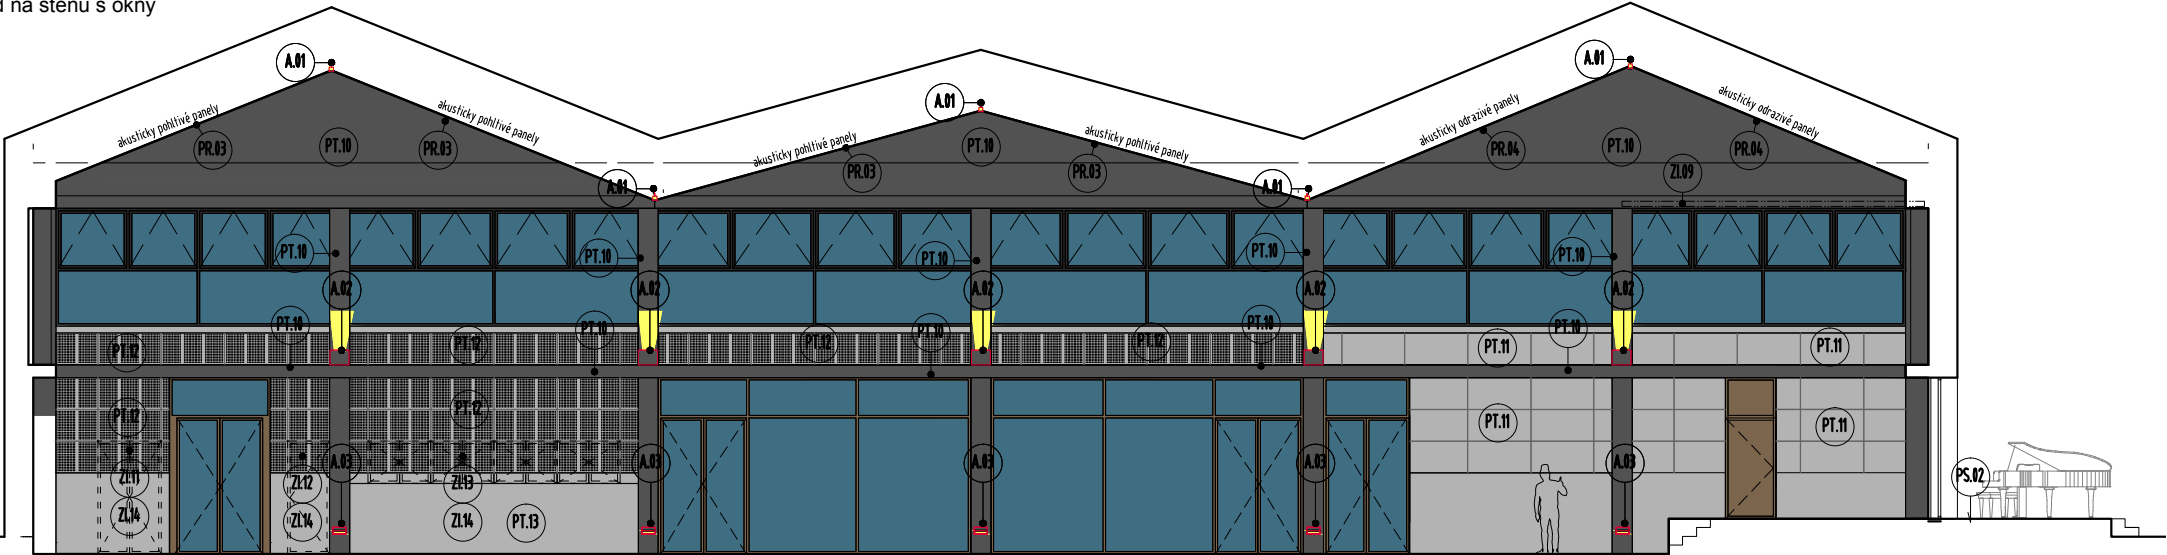 d na stěnu s okny
A.01
A.01
A.01
akusticky pohltivé panely
akusticky pohltivé panely
akusticky pohltivé panely
akusticky pohltivé panely
akusticky odrazivé panely
akusticky odrazivé panely
PR.03
PT.10
PR.03
PR.03
PT.10
PR.03
PR.04
PT.10
PR.04
A.01
A.01
ZI.09
PT.10
PT.10
PT.10
PT.10
PT.10
A.02
A.02
A.02
A.02
A.02
PT.10
PT.10
PT.10
PT.10
PT.10
PT.12
PT.12
PT.12
PT.12
PT.11
PT.11
PT.12
PT.12
PT.11
PT.11
A.03
A.03
A.03
A.03
A.03
ZI.11
ZI.12
ZI.13
PS.02
ZI.14
ZI.14
ZI.14
PT.13